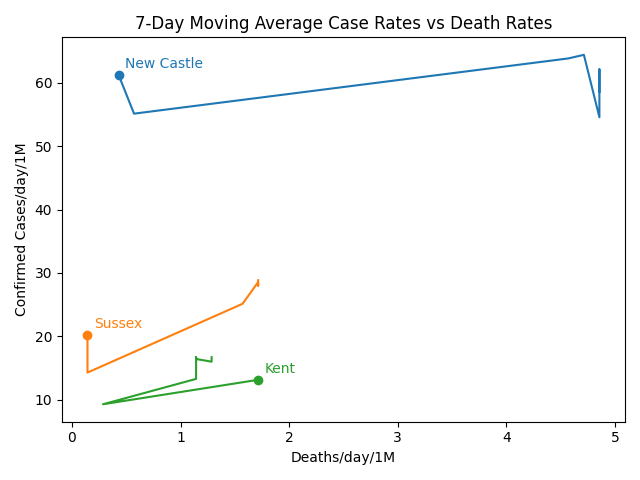 7-Day Moving Average Case Rates vs Death Rates
Confirmed Cases/day/1M
60
50
40
30
20
10
New Castle
Sussex
Kent
0
1
2
3
4
5
Deaths/day/1M